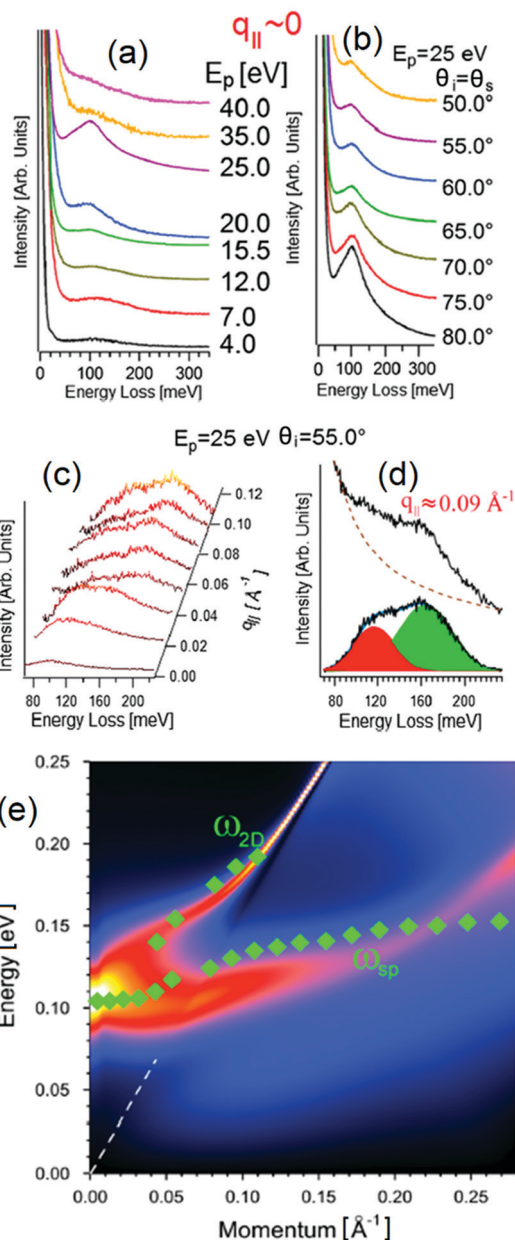 q||~0
(a)
Ep [eV]
40.0
35.0
25.0
20.0
15.5
12.0
7.0
4.0
Intensity [Arb. Units]
0 100 200 300
Energy Loss [meV]
(b)
Ep=25 eV
θi=θs
50.0°
55.0°
60.0°
65.0°
70.0°
75.0°
80.0°
Intensity [Arb. Units]
0 100 200 300
Energy Loss [meV]
Ep=25 eV θi=55.0°
(c)
Intensity [Arb. Units]
0.12
0.10
0.08
0.06
0.04
0.02
0.00
q|| [Å⁻¹]
80 120 160 200
Energy Loss [meV]
(d)
q||≈0.09 Å⁻¹
Intensity [Arb. Units]
80 120 160 200
Energy Loss [meV]
(e)
ω2D
ωsp
Energy [eV]
0.25
0.20
0.15
0.10
0.05
0.00
0.00 0.05 0.10 0.15 0.20 0.25
Momentum [Å⁻¹]